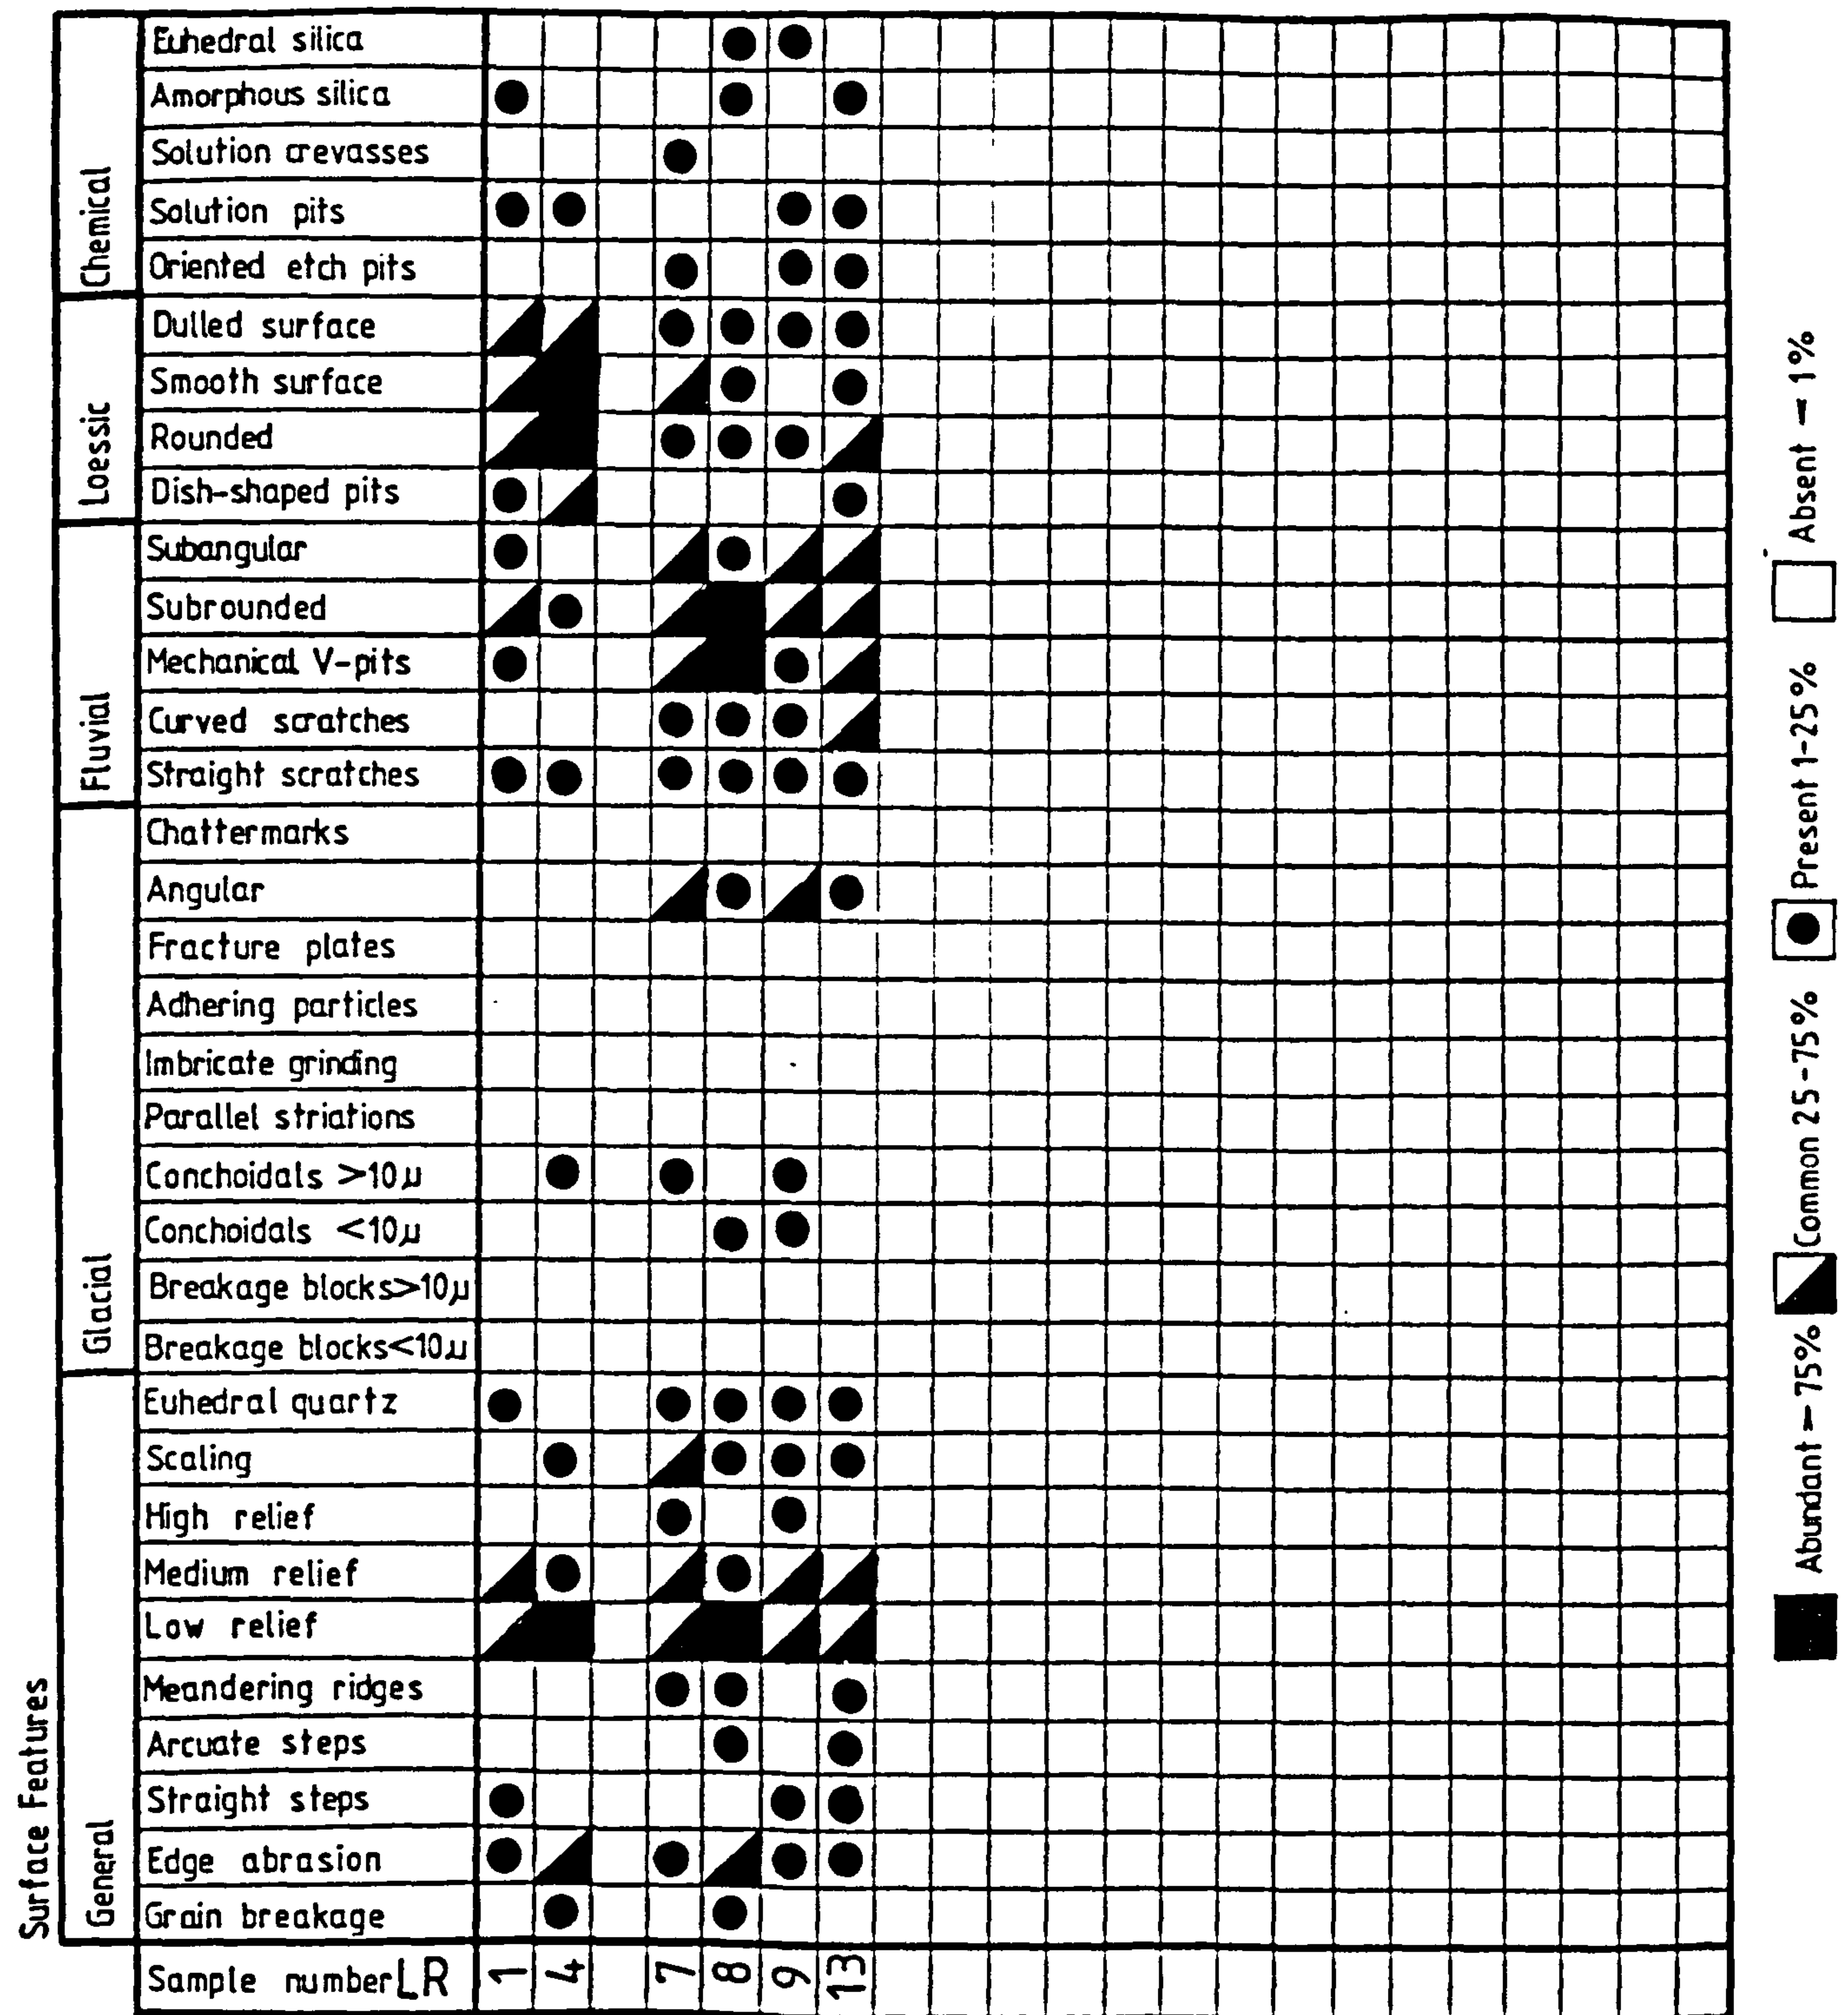 Surface Features
Chemical
Euhedral silica
Amorphous silica
Solution crevasses
Solution pits
Oriented etch pits
Loessic
Dulled surface
Smooth surface
Rounded
Dish-shaped pits
Fluvial
Subangular
Subrounded
Mechanical V-pits
Curved scratches
Straight scratches
Glacial
Chattermarks
Angular
Fracture plates
Adhering particles
Imbricate grinding
Parallel striations
Conchoidals >10µ
Conchoidals <10µ
Breakage blocks>10µ
Breakage blocks<10µ
General
Euhedral quartz
Scaling
High relief
Medium relief
Low relief
Meandering ridges
Arcuate steps
Straight steps
Edge abrasion
Grain breakage
Sample number LR 1 4 7 8 9 13
Abundant – 75%
Common 25-75%
Present 1-25%
Absent – 1%